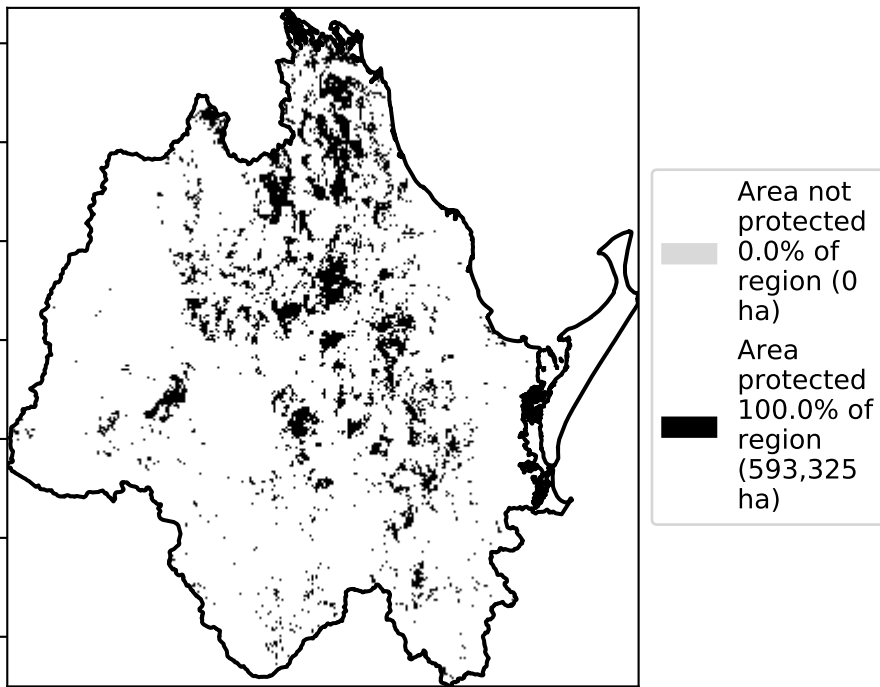 Area not
protected
0.0% of
region (0
ha)
Area
protected
100.0% of
region
(593,325
ha)